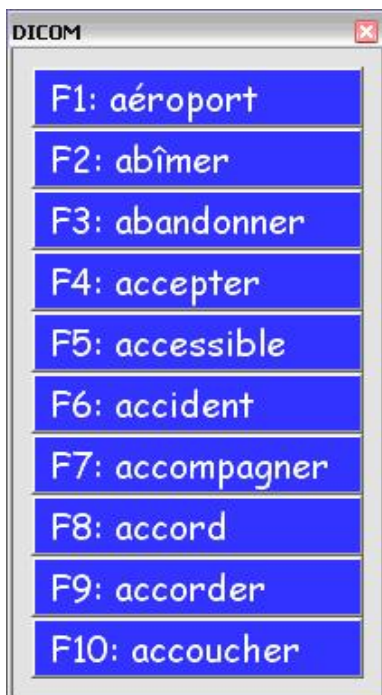 DICOM
F1: aéroport
F2: abîmer
F3: abandonner
F4: accepter
F5: accessible
F6: accident
F7: accompagner
F8: accord
F9: accorder
F10: accoucher